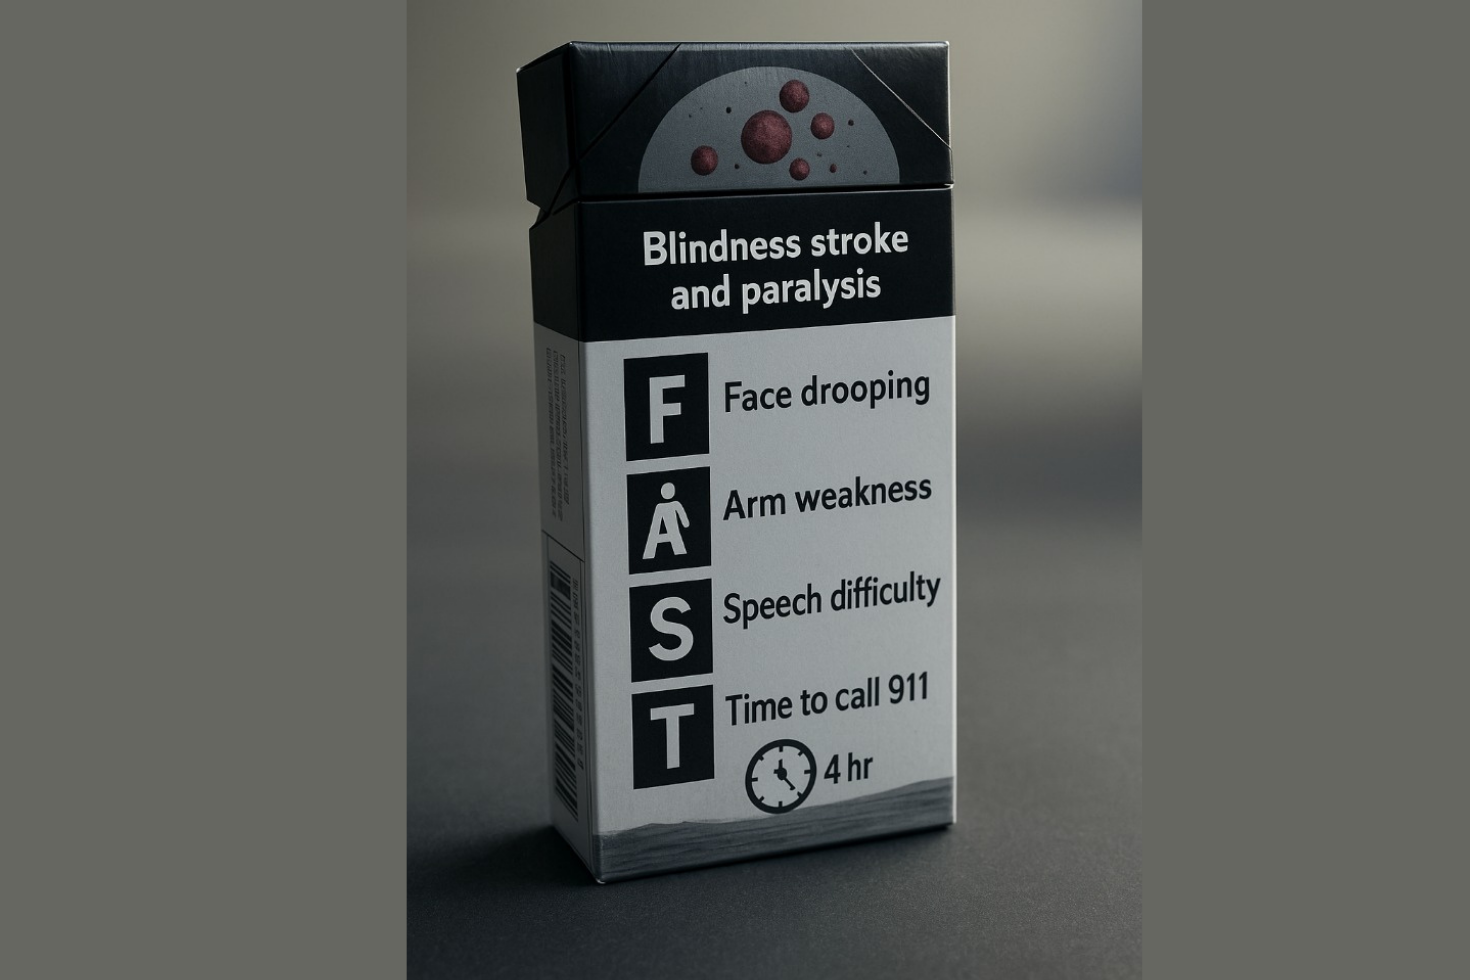 Blindness stroke
and paralysis
F Face drooping
A Arm weakness
S Speech difficulty
T Time to call 911
4 hr